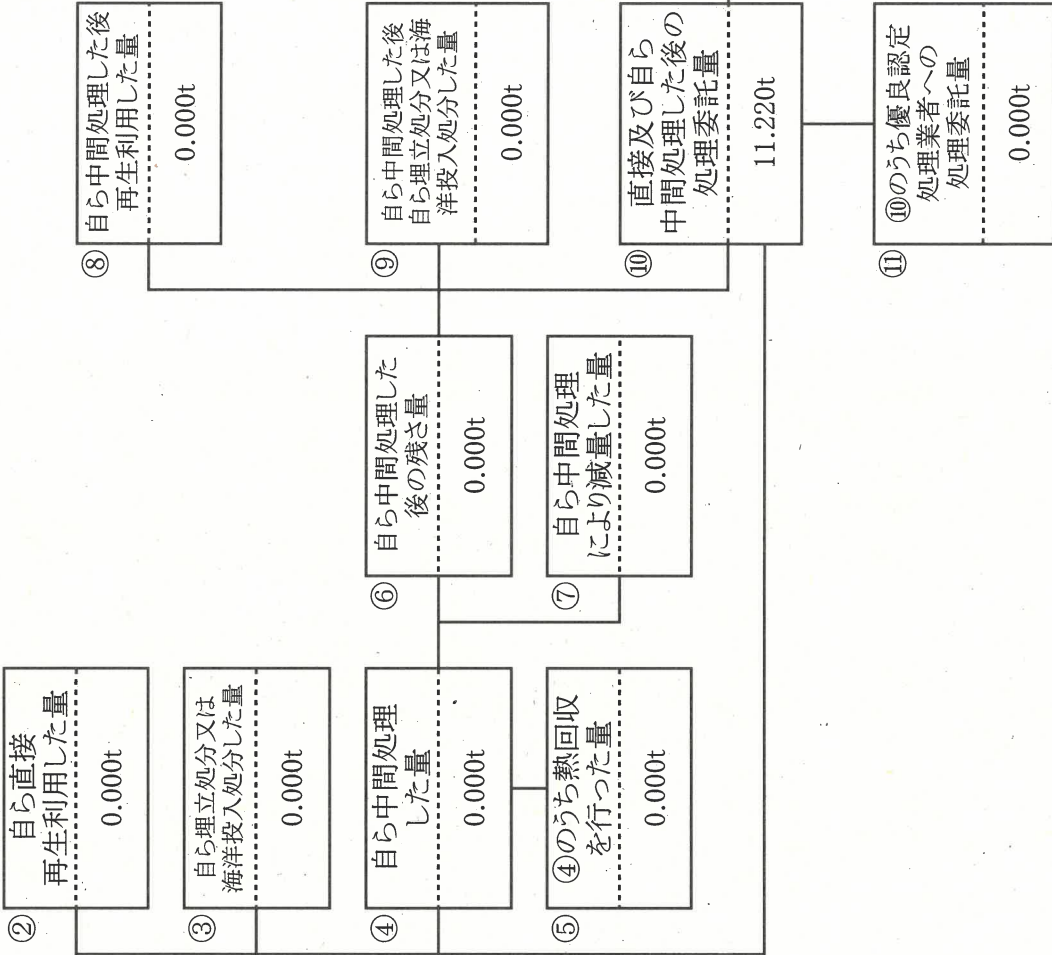 ②
自ら直接
再生利用した量
0.000t
③
自ら埋立処分又は
海洋投入処分した量
0.000t
④
自ら中間処理
した量
0.000t
⑤
④のうち熱回収
を行った量
0.000t
⑥
自ら中間処理した
後の残さ量
0.000t
⑦
自ら中間処理
により減量した量
0.000t
⑧
自ら中間処理した後
再生利用した量
0.000t
⑨
自ら中間処理した後
自ら埋立処分又は海
洋投入処分した量
0.000t
⑩
直接及び自ら
中間処理した後の
処理委託量
11.220t
⑪
⑩のうち優良認定
処理業者への
処理委託量
0.000t